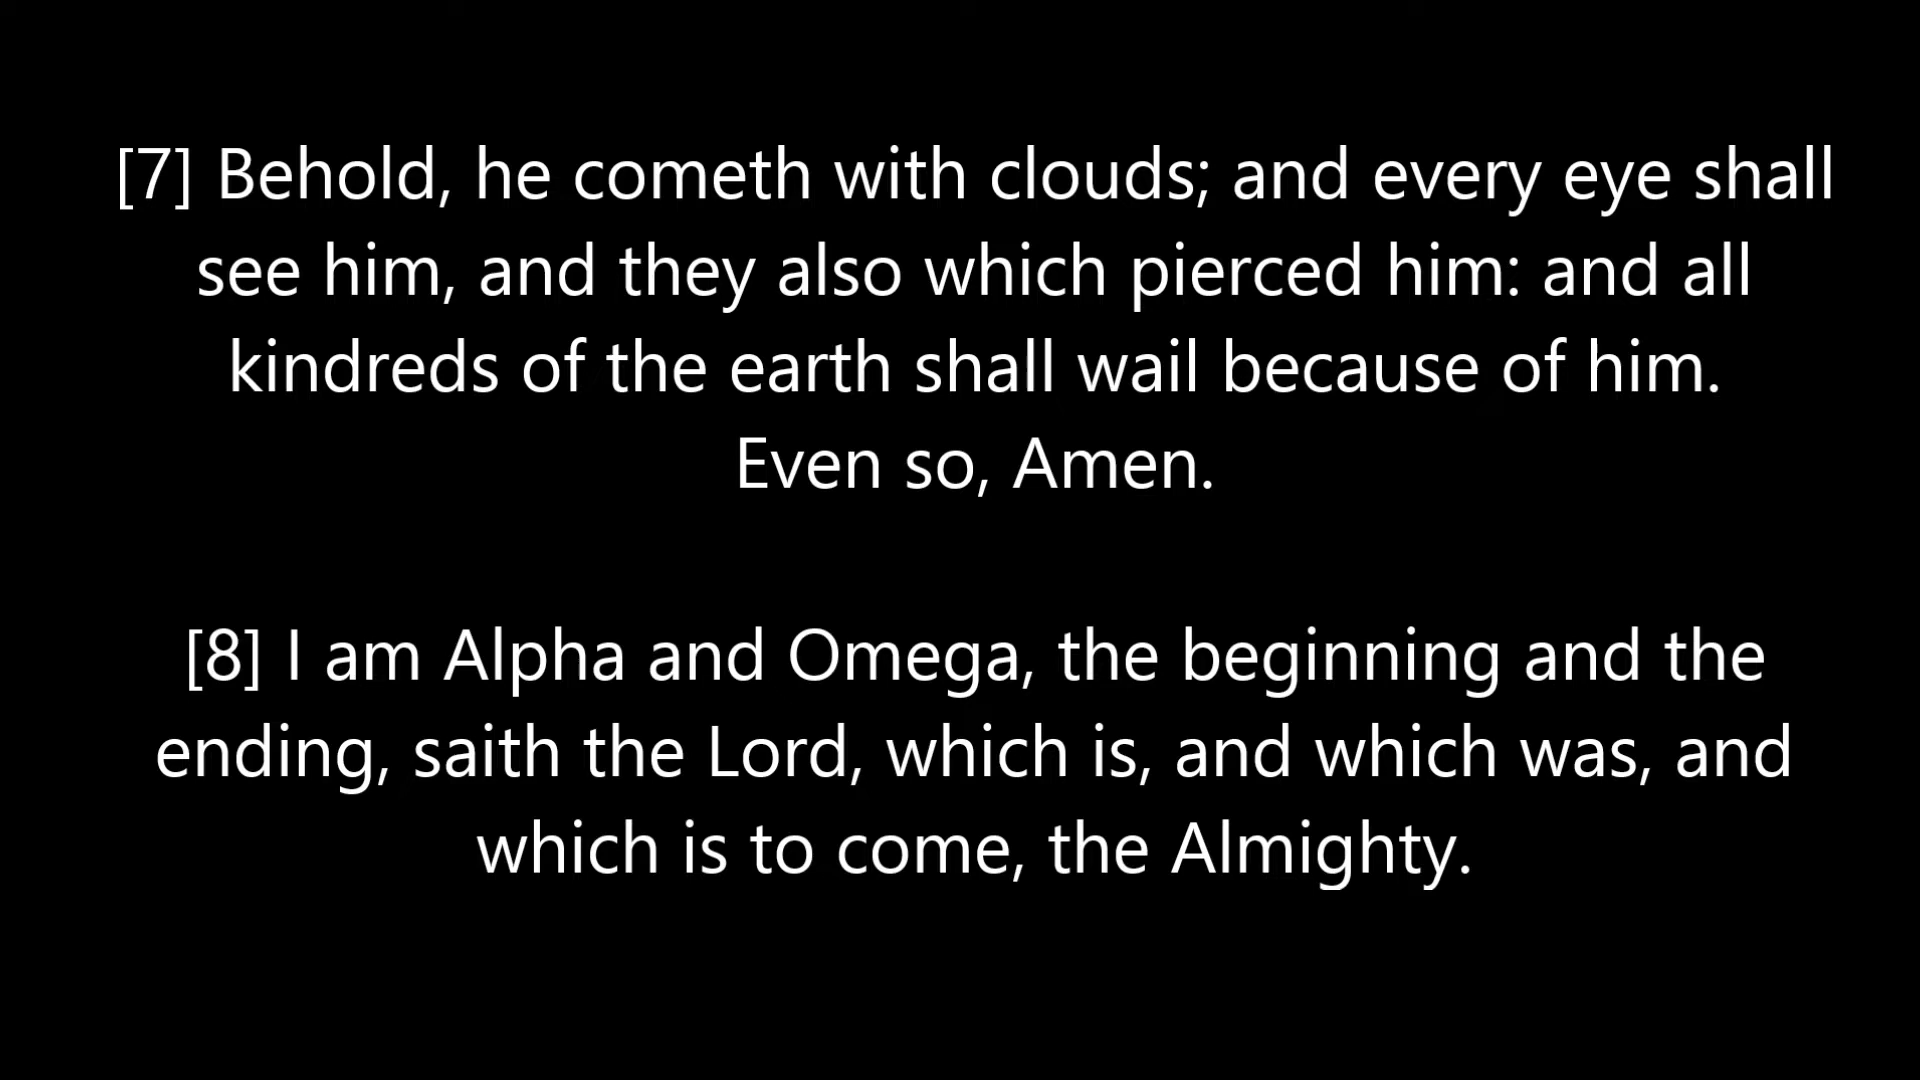 [7] Behold, he cometh with clouds; and every eye shall
see him, and they also which pierced him: and all
kindreds of the earth shall wail because of him.
Even so, Amen.
[8] I am Alpha and Omega, the beginning and the
ending, saith the Lord, which is, and which was, and
which is to come, the Almighty.